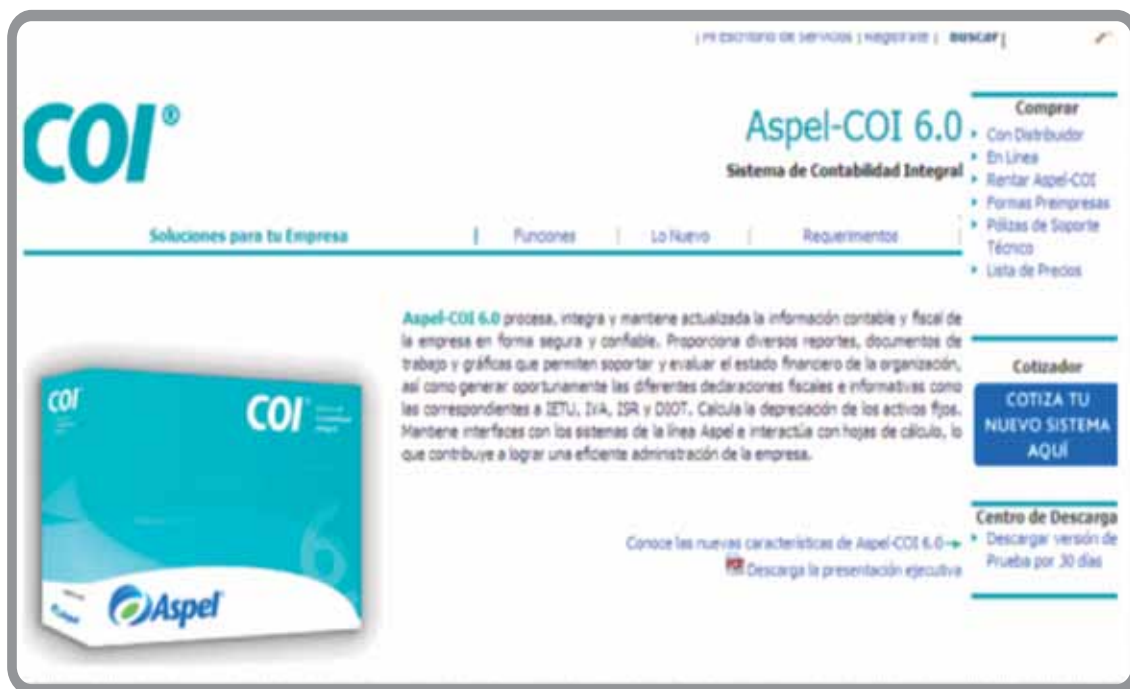 | Mi Escritorio de Servicios | Regístrate | Buscar |
COI®
Aspel-COI 6.0
Sistema de Contabilidad Integral
Soluciones para tu Empresa | Funciones | Lo Nuevo | Requerimientos |
Aspel-COI 6.0 procesa, integra y mantiene actualizada la información contable y fiscal de
la empresa en forma segura y confiable. Proporciona diversos reportes, documentos de
trabajo y gráficas que permiten soportar y evaluar el estado financiero de la organización,
así como generar oportunamente las diferentes declaraciones fiscales e informativas como
las correspondientes a IETU, IVA, ISR y DIOT. Calcula la depreciación de los activos fijos.
Mantiene interfaces con los sistemas de la línea Aspel e interactúa con hojas de cálculo, lo
que contribuye a lograr una eficiente administración de la empresa.
Conoce las nuevas características de Aspel-COI 6.0
Descarga la presentación ejecutiva
COI
COI
6
Aspel
Comprar
Con Distribuidor
En Línea
Rentar Aspel-COI
Formas Preimpresas
Pólizas de Soporte
Técnico
Lista de Precios
Cotizador
COTIZA TU
NUEVO SISTEMA
AQUÍ
Centro de Descarga
Descargar versión de
Prueba por 30 días